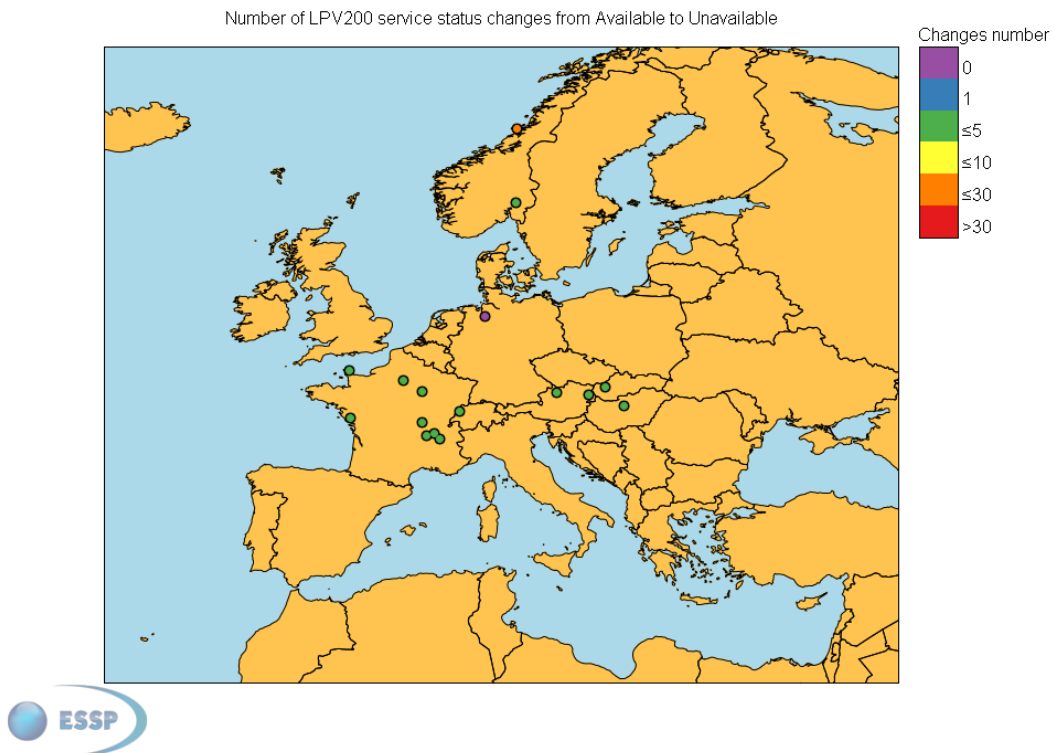 Number of LPV200 service status changes from Available to Unavailable
Changes number
0
1
≤5
≤10
≤30
>30
ESSP